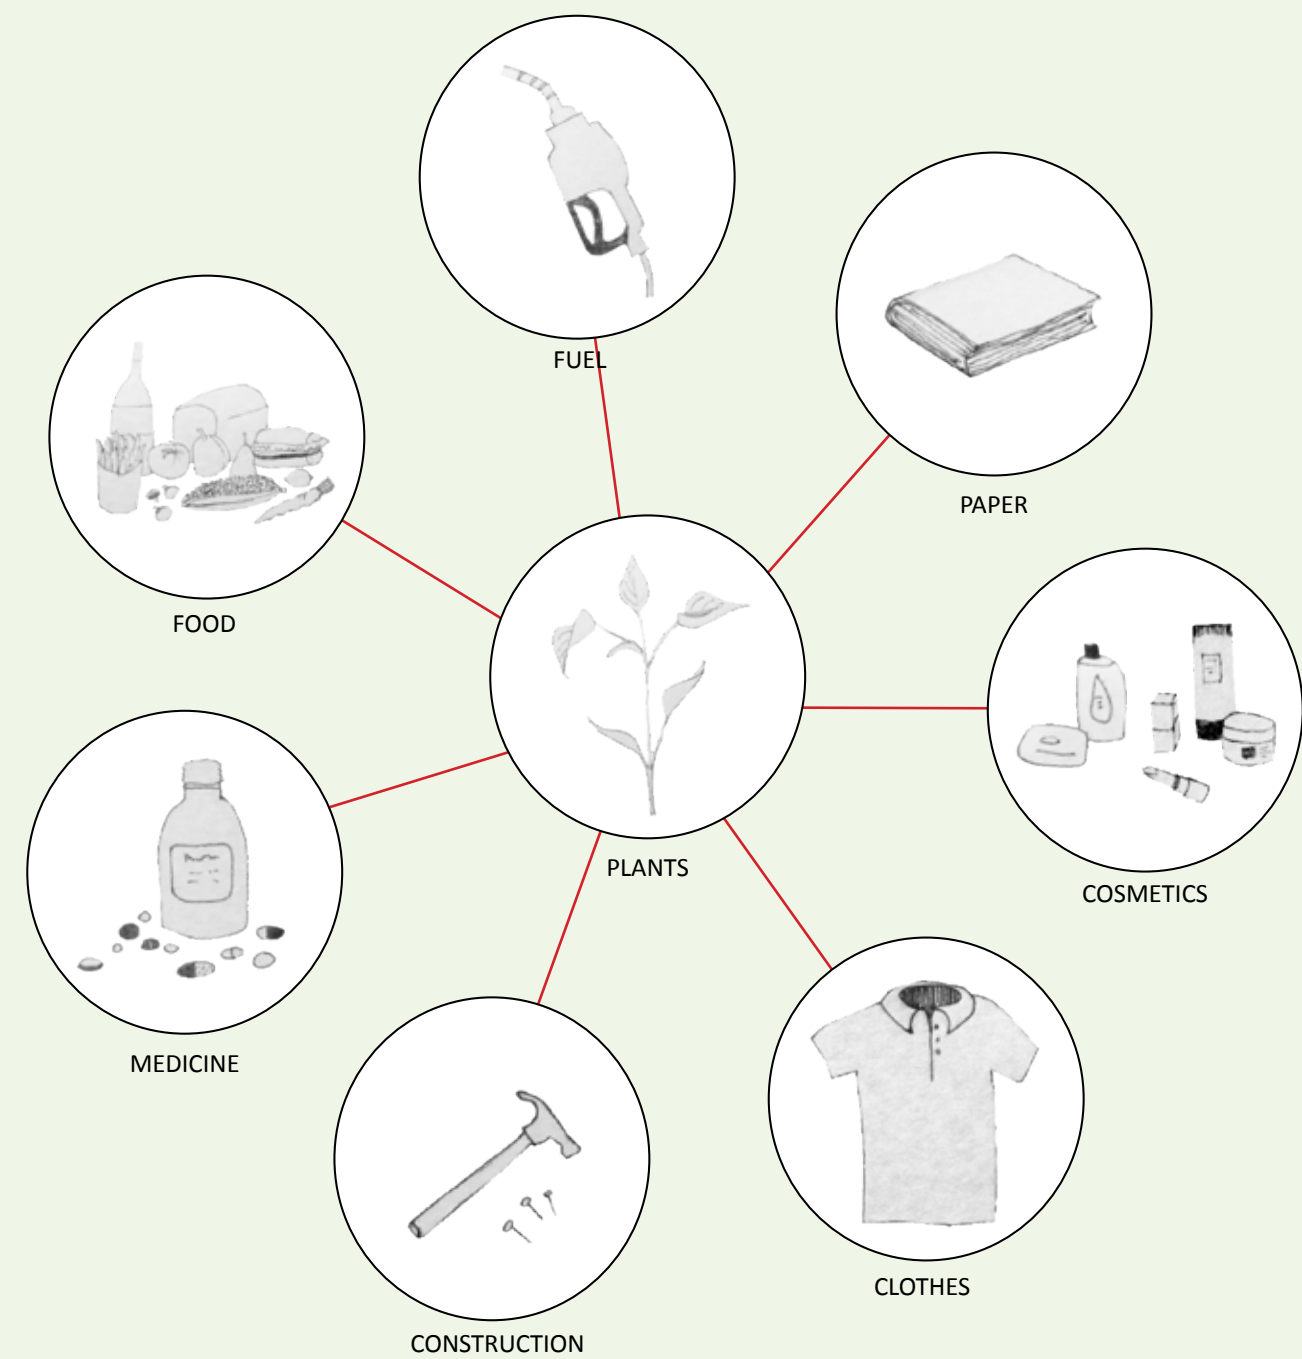 FUEL
PAPER
FOOD
PLANTS
COSMETICS
MEDICINE
CLOTHES
CONSTRUCTION